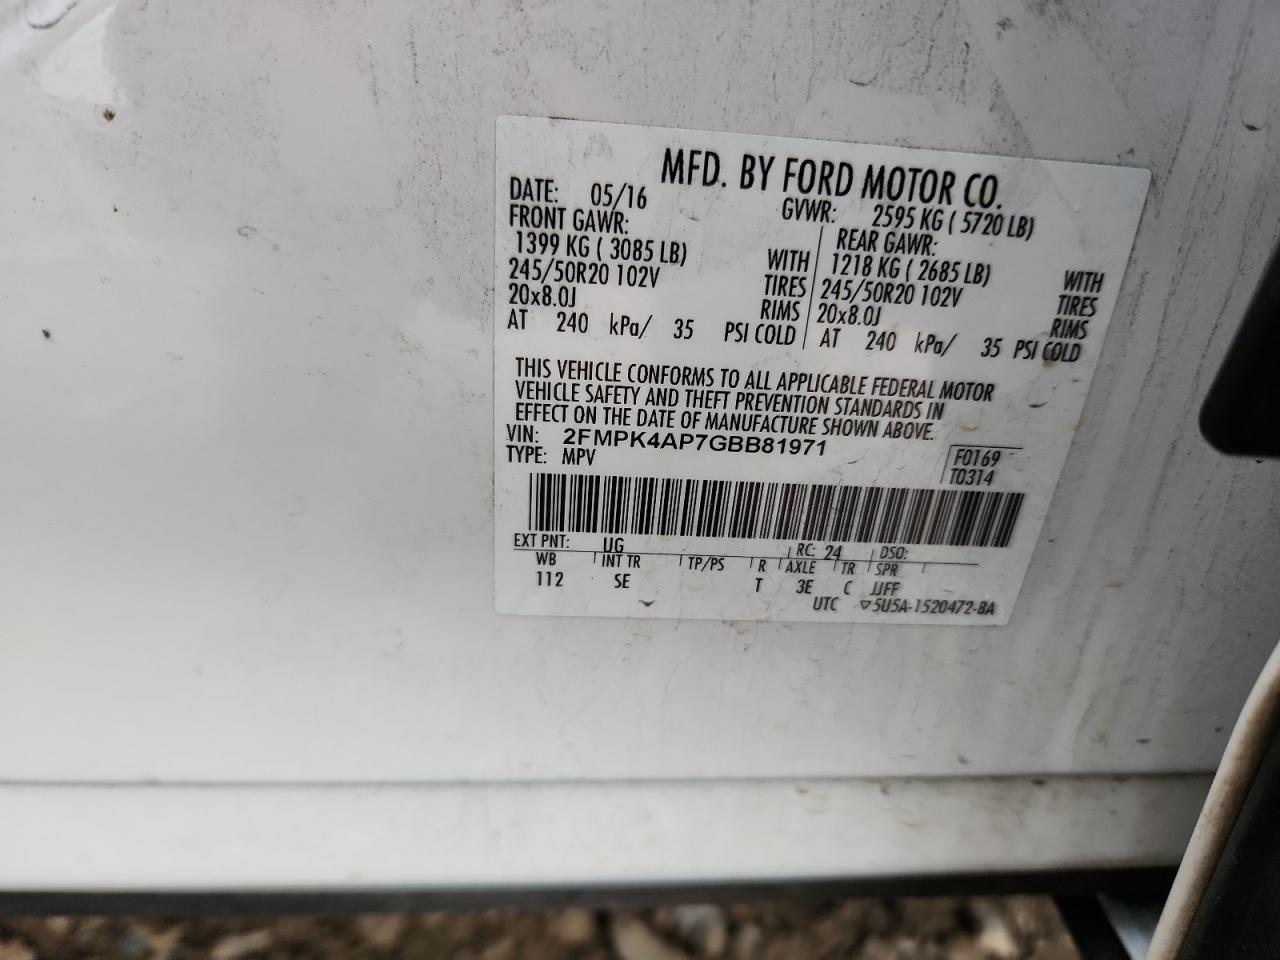 MFD. BY FORD MOTOR CO.
DATE: 05/16 GVWR: 2595 KG ( 5720 LB)
FRONT GAWR: REAR GAWR:
1399 KG ( 3085 LB) WITH 1218 KG ( 2685 LB) WITH
245/50R20 102V TIRES 245/50R20 102V TIRES
20x8.0J RIMS 20x8.0J RIMS
AT 240 kPa/ 35 PSI COLD AT 240 kPa/ 35 PSI COLD
THIS VEHICLE CONFORMS TO ALL APPLICABLE FEDERAL MOTOR
VEHICLE SAFETY AND THEFT PREVENTION STANDARDS IN
EFFECT ON THE DATE OF MANUFACTURE SHOWN ABOVE.
VIN: 2FMPK4AP7GBB81971
TYPE: MPV
F0169
T0314
EXT PNT: UG RC: 24 DSO:
WB INT TR TP/PS R AXLE TR SPR
112 SE T 3E C JJFF
UTC ▽5U5A-1520472-BA